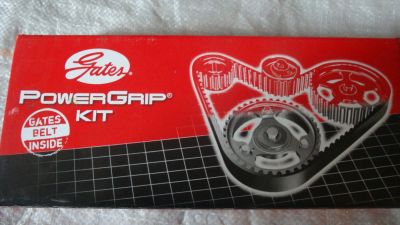 Gates
POWERGRIP®
KIT
GATES
BELT
INSIDE